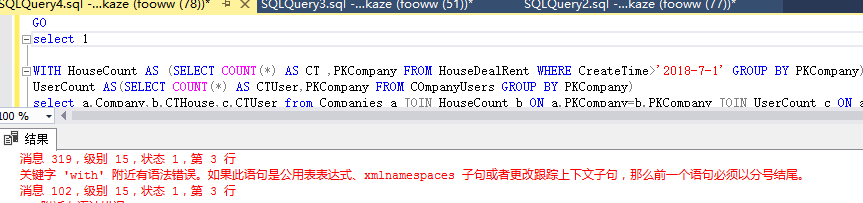 SQLQuery4.sql -...kaze (fooww (78))* SQLQuery3.sql -...kaze (fooww (51))* SQLQuery2.sql -...kaze (fooww (77))*
GO
select 1
WITH HouseCount AS (SELECT COUNT(*) AS CT ,PKCompany FROM HouseDealRent WHERE CreateTime>'2018-7-1' GROUP BY PKCompany)
UserCount AS(SELECT COUNT(*) AS CTUser,PKCompany FROM COmpanyUsers GROUP BY PKCompany)
select a.Company,b.CTHouse,c.CTUser from Companies a JOIN HouseCount b ON a.PKCompany=b.PKCompany JOIN UserCount c ON a
100 %
结果
消息 319，级别 15，状态 1，第 3 行
关键字 'with' 附近有语法错误。如果此语句是公用表表达式、xmlnamespaces 子句或者更改跟踪上下文子句，那么前一个语句必须以分号结尾。
消息 102，级别 15，状态 1，第 3 行